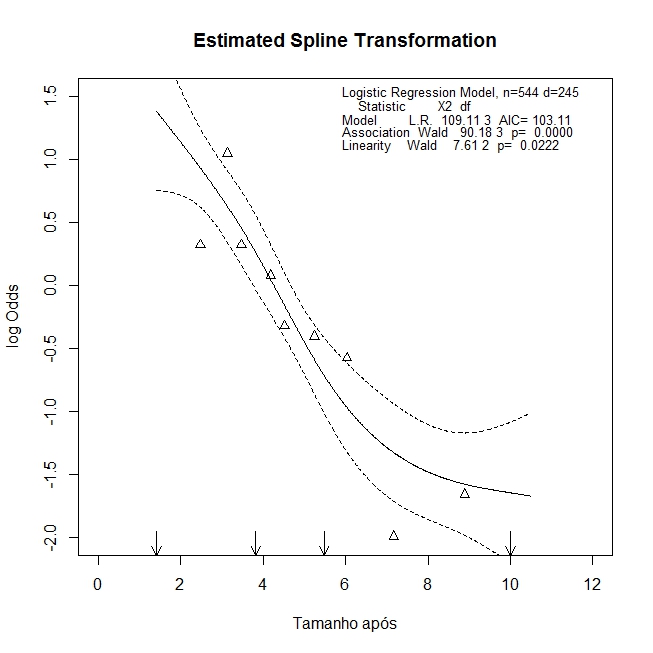 Estimated Spline Transformation
Logistic Regression Model, n=544 d=245
Statistic X2 df
Model L.R. 109.11 3 AIC= 103.11
Association Wald 90.18 3 p= 0.0000
Linearity Wald 7.61 2 p= 0.0222
log Odds
1.5
1.0
0.5
0.0
-0.5
-1.0
-1.5
-2.0
0 2 4 6 8 10 12
Tamanho após